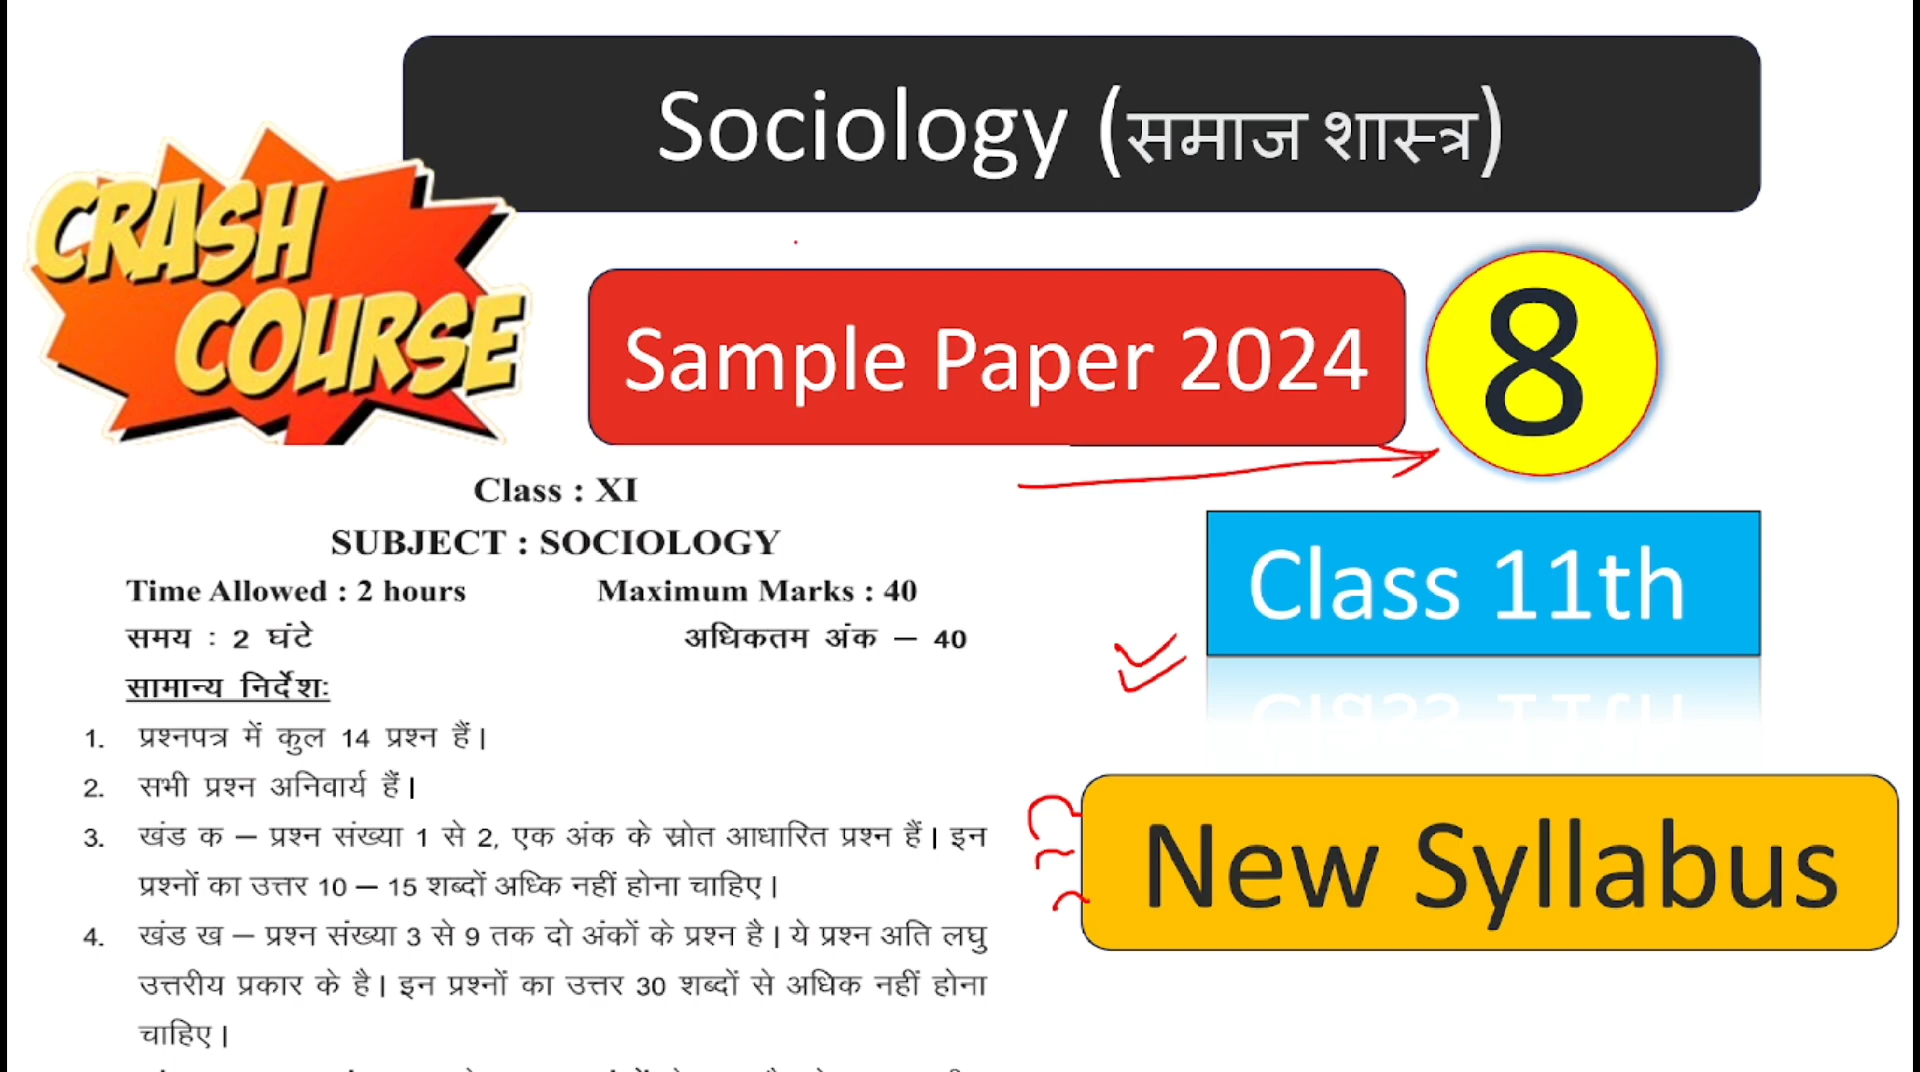 Sociology (समाज शास्त्र)
CRASH
COURSE
Sample Paper 2024
8
Class : XI
SUBJECT : SOCIOLOGY
Time Allowed : 2 hours Maximum Marks : 40
समय : 2 घंटे अधिकतम अंक – 40
सामान्य निर्देशः
1. प्रश्नपत्र में कुल 14 प्रश्न हैं।
2. सभी प्रश्न अनिवार्य हैं।
3. खंड क – प्रश्न संख्या 1 से 2, एक अंक के स्रोत आधारित प्रश्न हैं। इन
प्रश्नों का उत्तर 10 – 15 शब्दों अध्कि नहीं होना चाहिए।
4. खंड ख – प्रश्न संख्या 3 से 9 तक दो अंकों के प्रश्न है। ये प्रश्न अति लघु
उत्तरीय प्रकार के है। इन प्रश्नों का उत्तर 30 शब्दों से अधिक नहीं होना
चाहिए।
Class 11th
New Syllabus